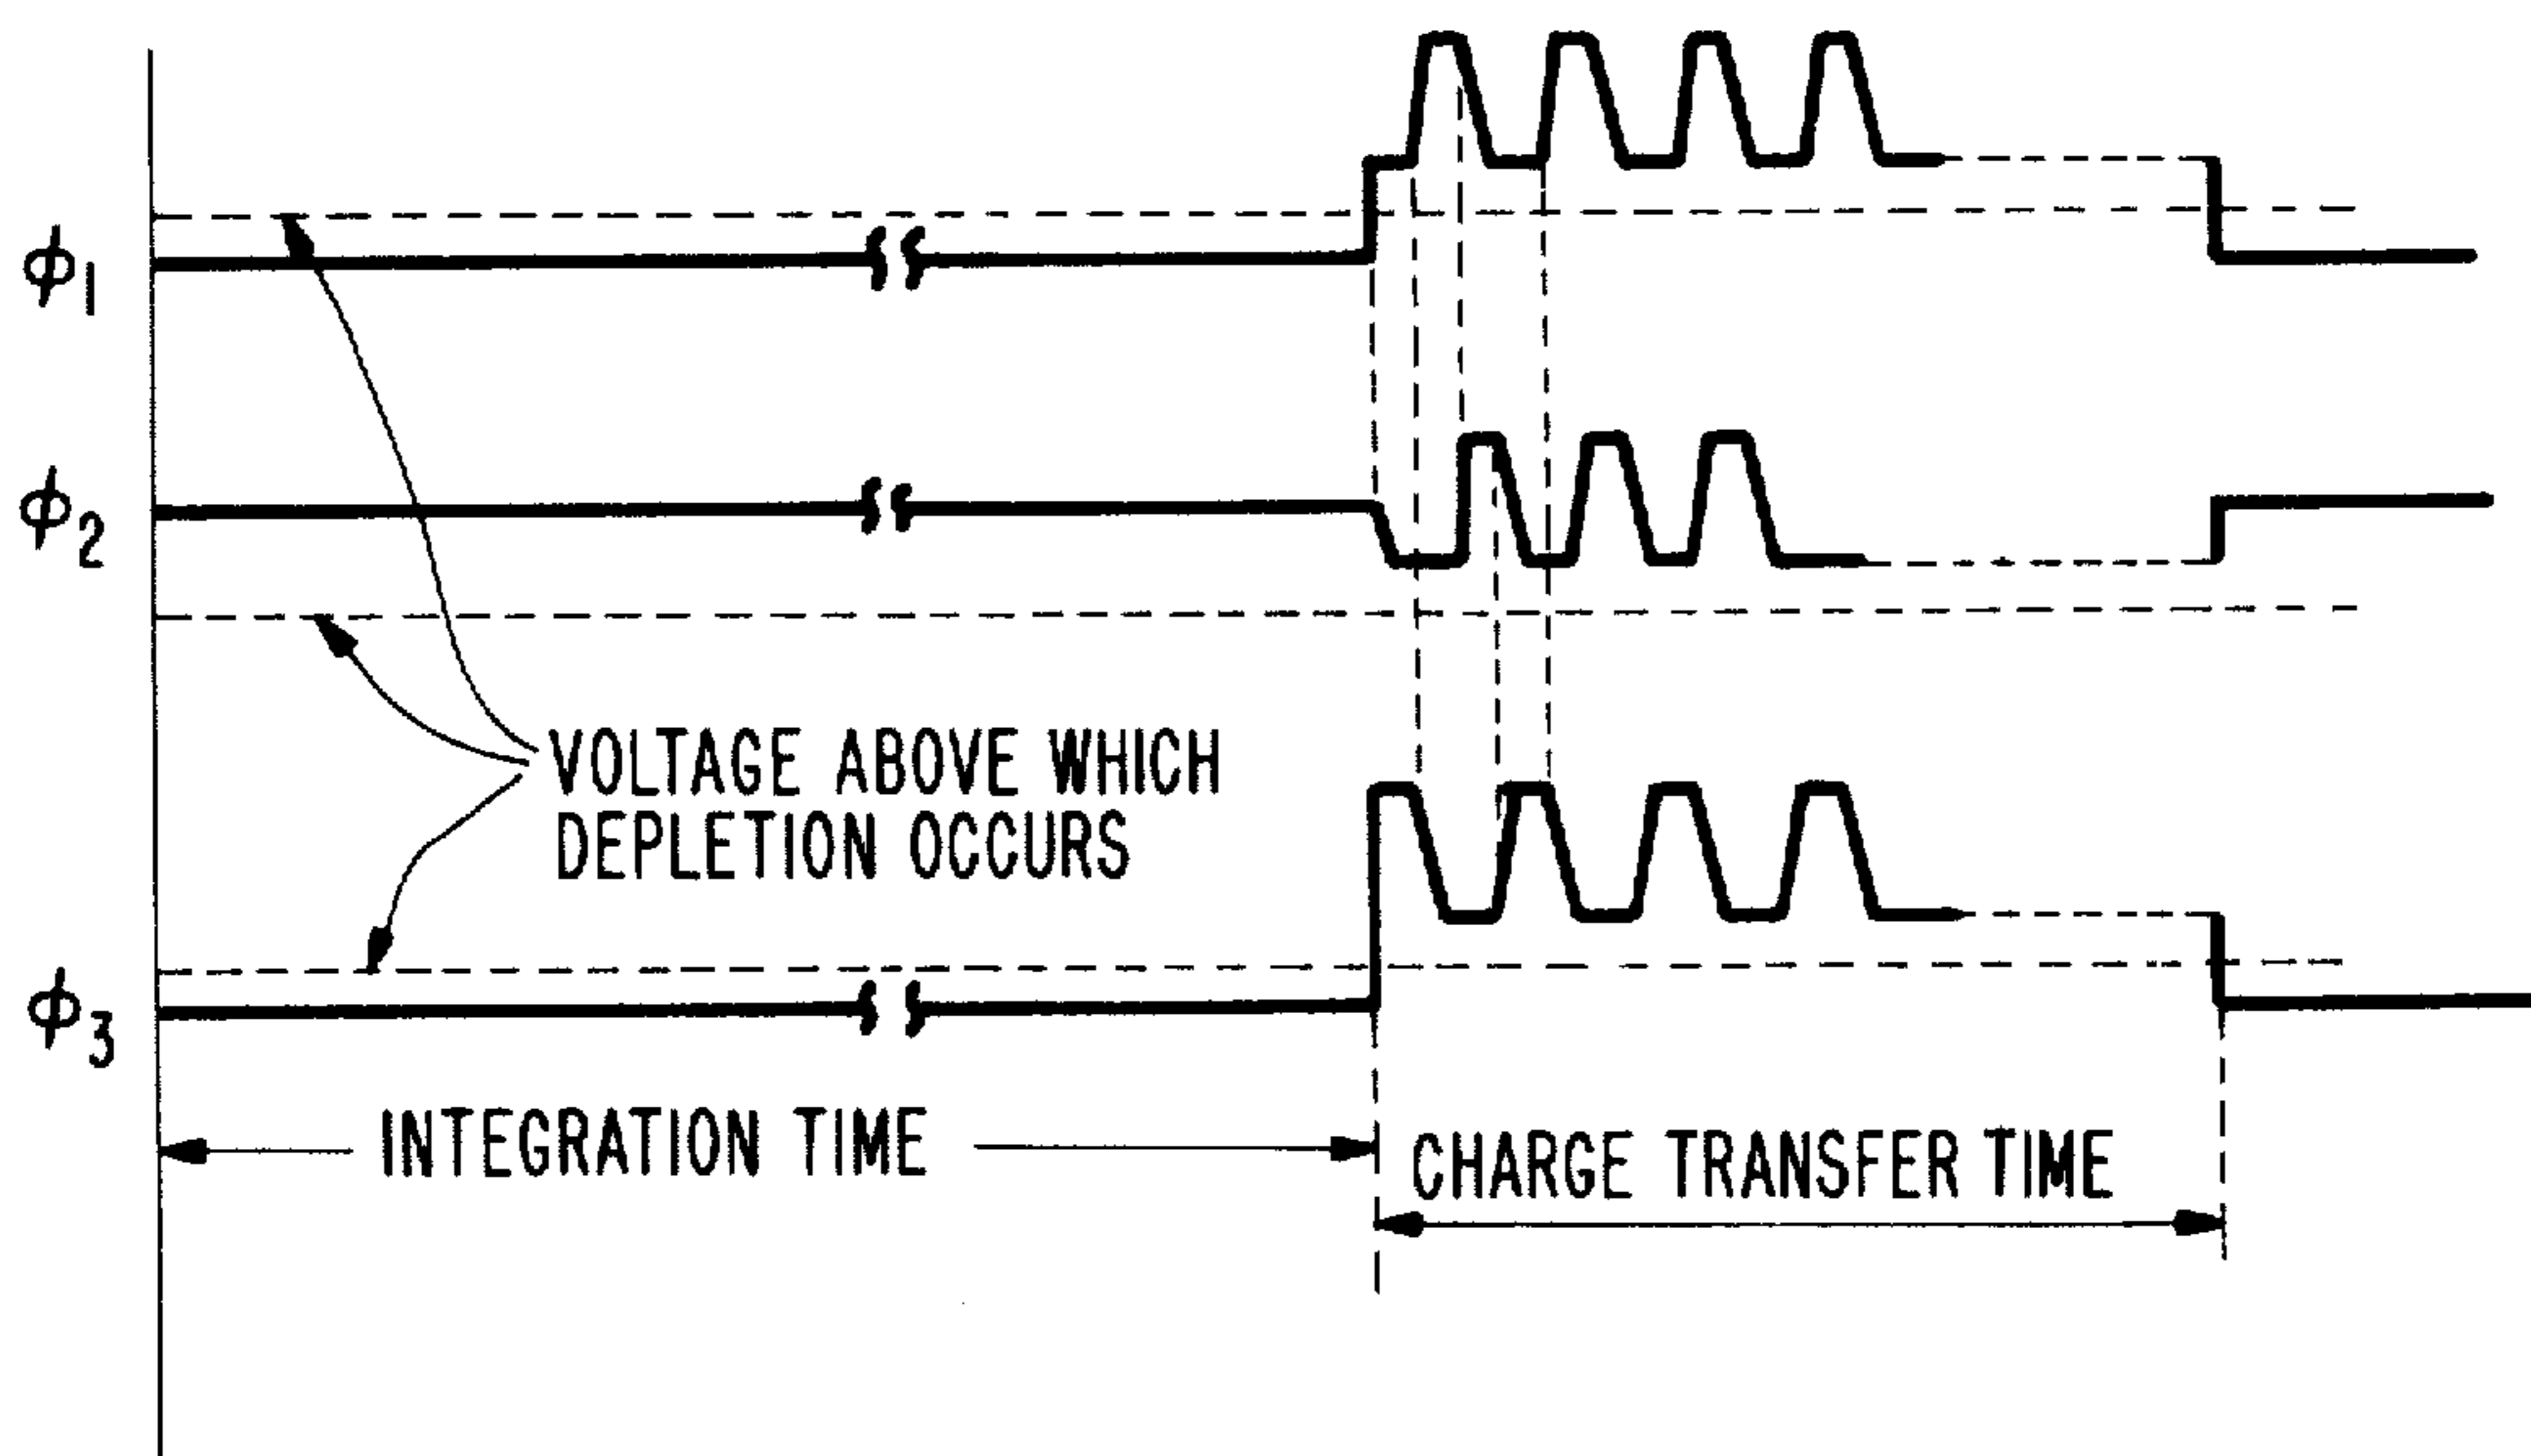 ϕ1
ϕ2
VOLTAGE ABOVE WHICH
DEPLETION OCCURS
ϕ3
INTEGRATION TIME
CHARGE TRANSFER TIME